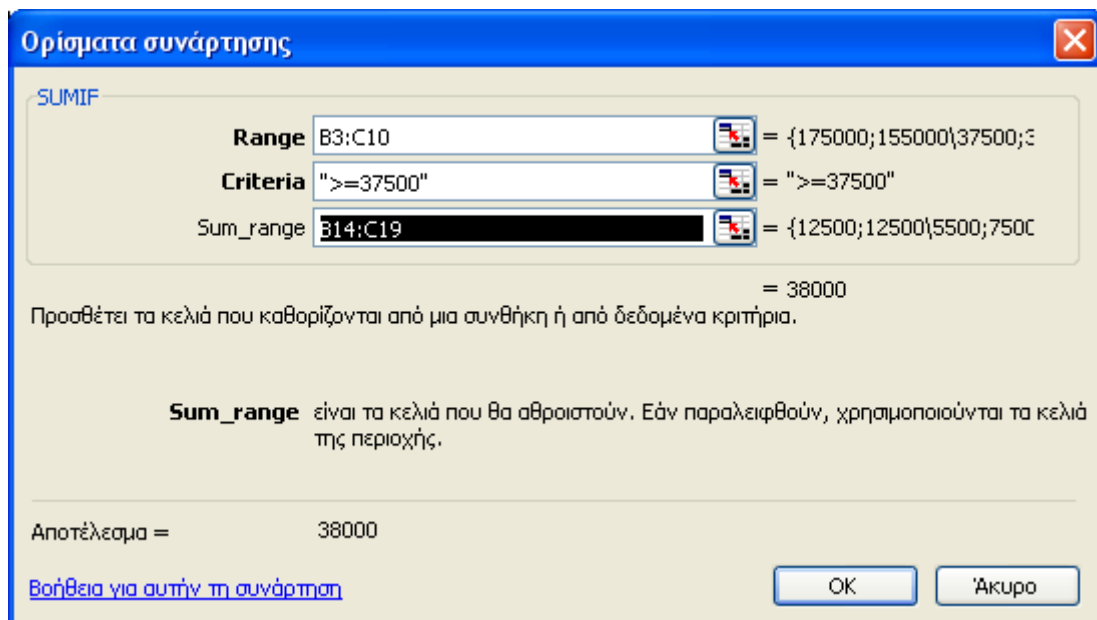 Ορίσματα συνάρτησης
SUMIF
Range B3:C10 = {175000;155000\37500;3
Criteria ">=37500" = ">=37500"
Sum_range B14:C19 = {12500;12500\5500;7500
= 38000
Προσθέτει τα κελιά που καθορίζονται από μια συνθήκη ή από δεδομένα κριτήρια.
Sum_range είναι τα κελιά που θα αθροιστούν. Εάν παραλειφθούν, χρησιμοποιούνται τα κελιά
της περιοχής.
Αποτέλεσμα = 38000
Βοήθεια για αυτήν τη συνάρτηση OK Άκυρο